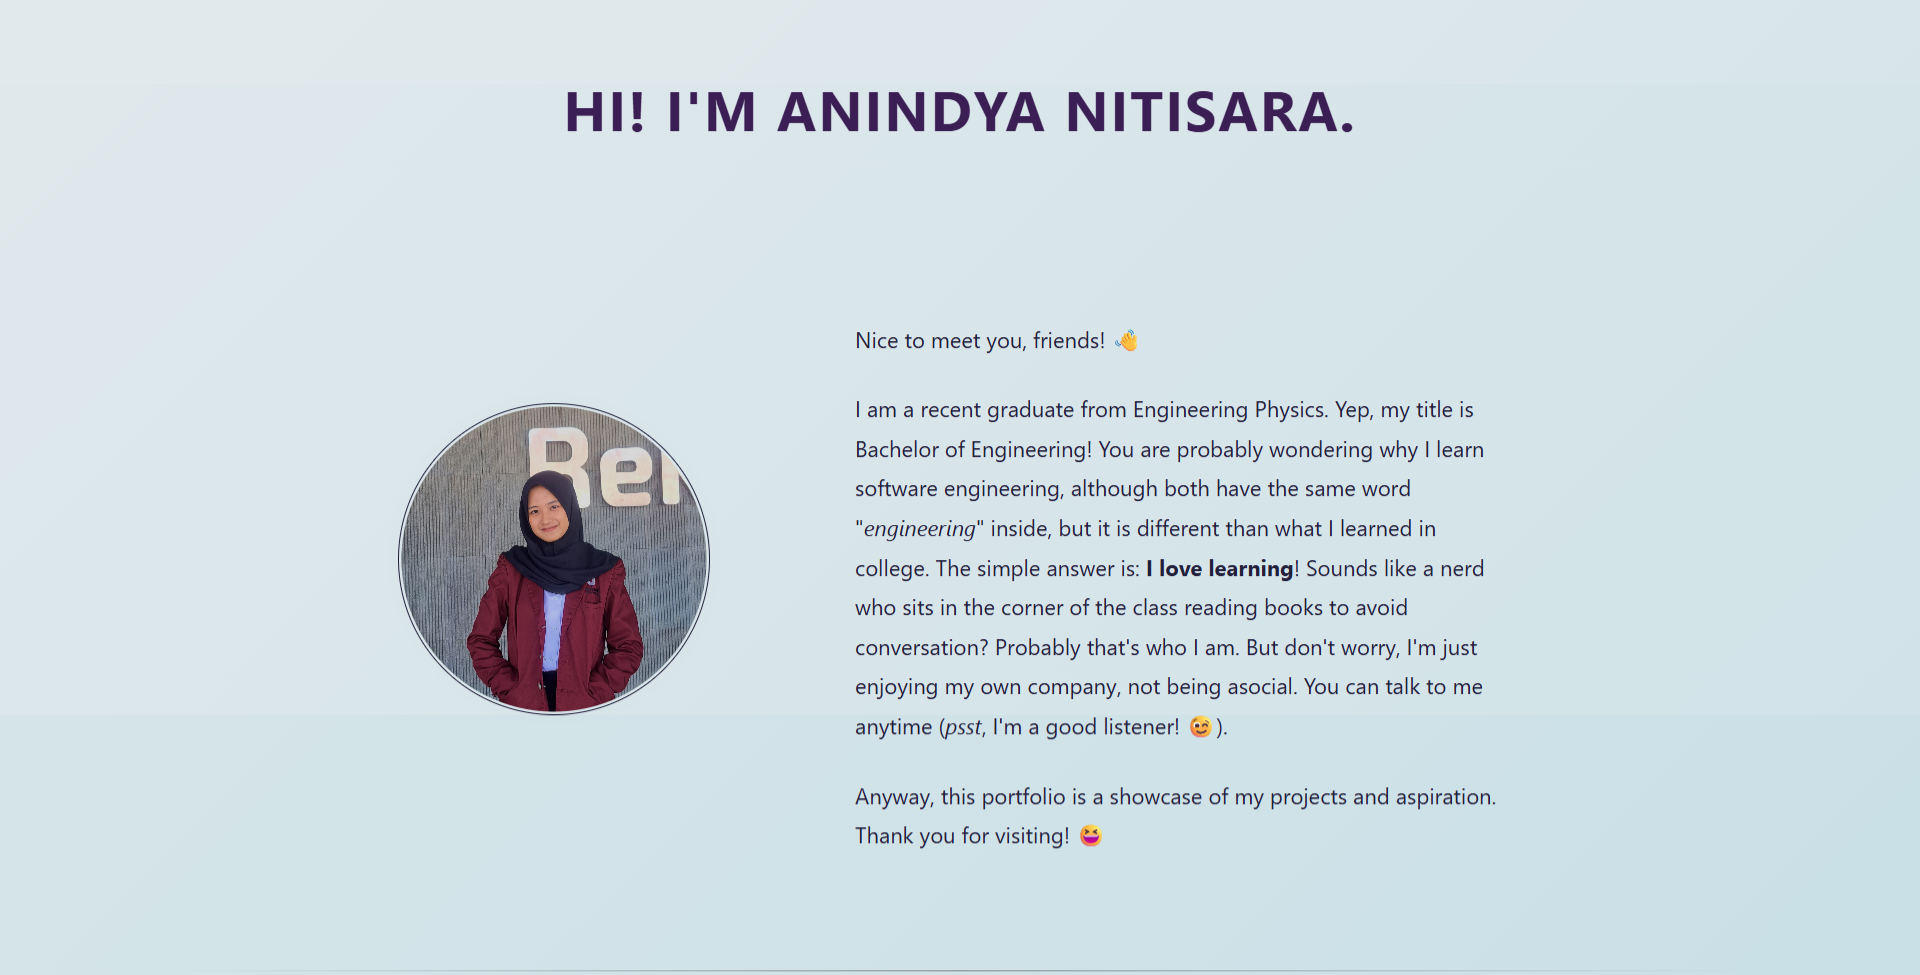 HI! I'M ANINDYA NITISARA.
Nice to meet you, friends! 👋
Ren
I am a recent graduate from Engineering Physics. Yep, my title is
Bachelor of Engineering! You are probably wondering why I learn
software engineering, although both have the same word
"engineering" inside, but it is different than what I learned in
college. The simple answer is: I love learning! Sounds like a nerd
who sits in the corner of the class reading books to avoid
conversation? Probably that's who I am. But don't worry, I'm just
enjoying my own company, not being asocial. You can talk to me
anytime (psst, I'm a good listener! 😉).
Anyway, this portfolio is a showcase of my projects and aspiration.
Thank you for visiting! 😆